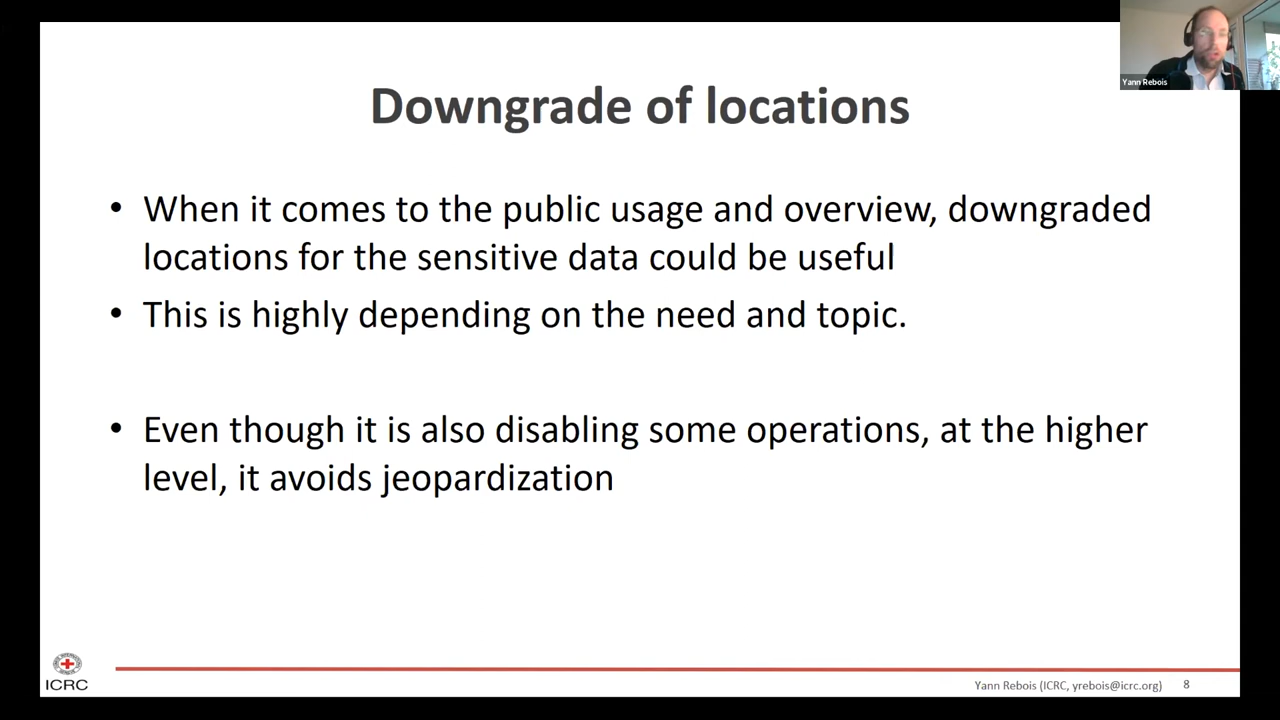 Yann Rebois
Downgrade of locations
• When it comes to the public usage and overview, downgraded
locations for the sensitive data could be useful
• This is highly depending on the need and topic.
• Even though it is also disabling some operations, at the higher
level, it avoids jeopardization
ICRC
Yann Rebois (ICRC, yrebois@icrc.org) 8